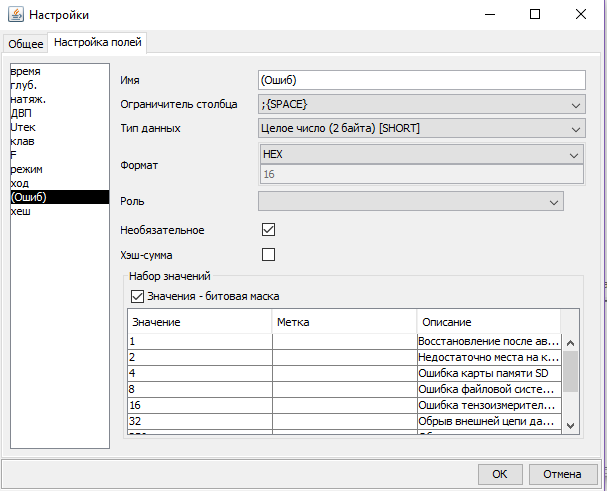 Настройки
Общее
Настройка полей
время
глуб.
натяж.
ДВП
Uтек
клав
F
режим
ход
(Ошиб)
хеш
Имя
(Ошиб)
Ограничитель столбца
;{SPACE}
Тип данных
Целое число (2 байта) [SHORT]
Формат
HEX
16
Роль
Необязательное
Хэш-сумма
Набор значений
Значения - битовая маска
Значение Метка Описание
1 Восстановление после ав...
2 Недостаточно места на к...
4 Ошибка карты памяти SD
8 Ошибка файловой систе...
16 Ошибка тензоизмерител...
32 Обрыв внешней цепи да...
OK
Отмена